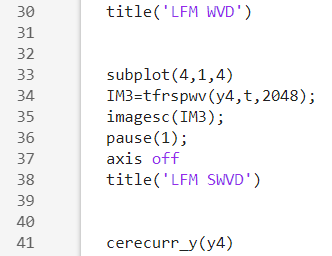 30 title('LFM WVD')
31
32
33 subplot(4,1,4)
34 IM3=tfrspwv(y4,t,2048);
35 imagesc(IM3);
36 pause(1);
37 axis off
38 title('LFM SWVD')
39
40
41 cerecurr_y(y4)